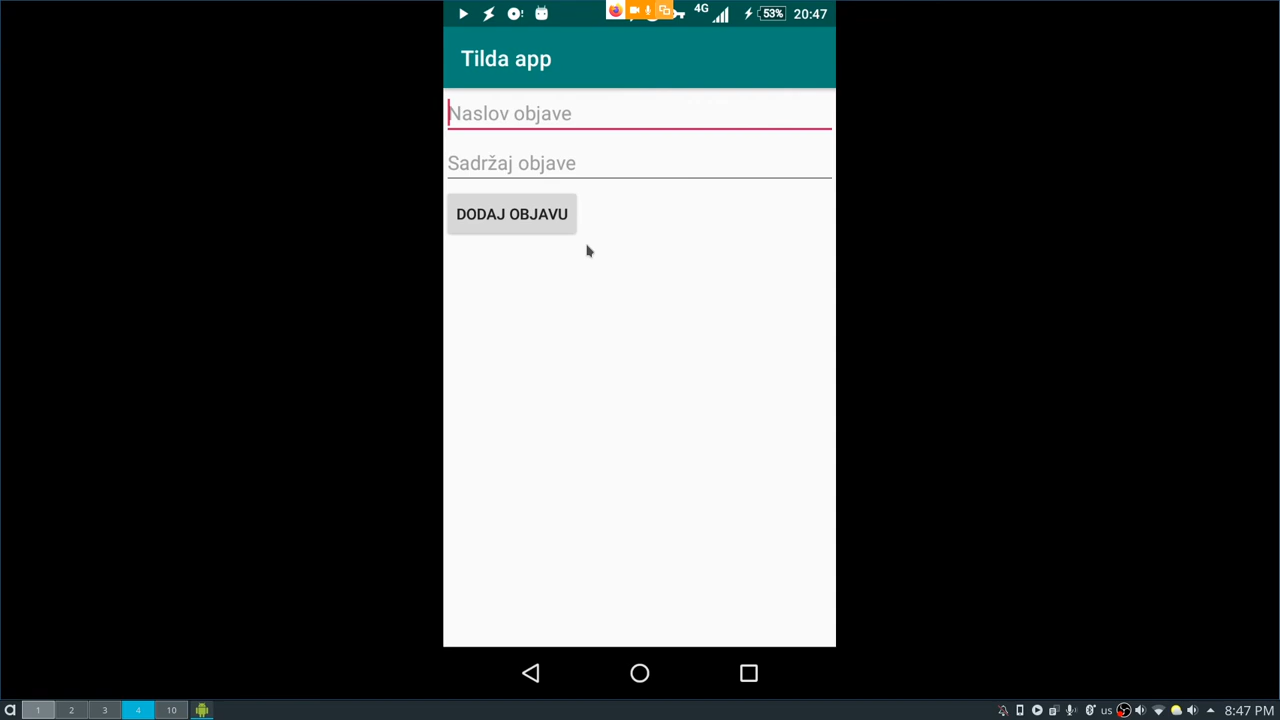 4G 53% 20:47
Tilda app
Naslov objave
Sadržaj objave
DODAJ OBJAVU
1 2 3 4 10 us 8:47 PM